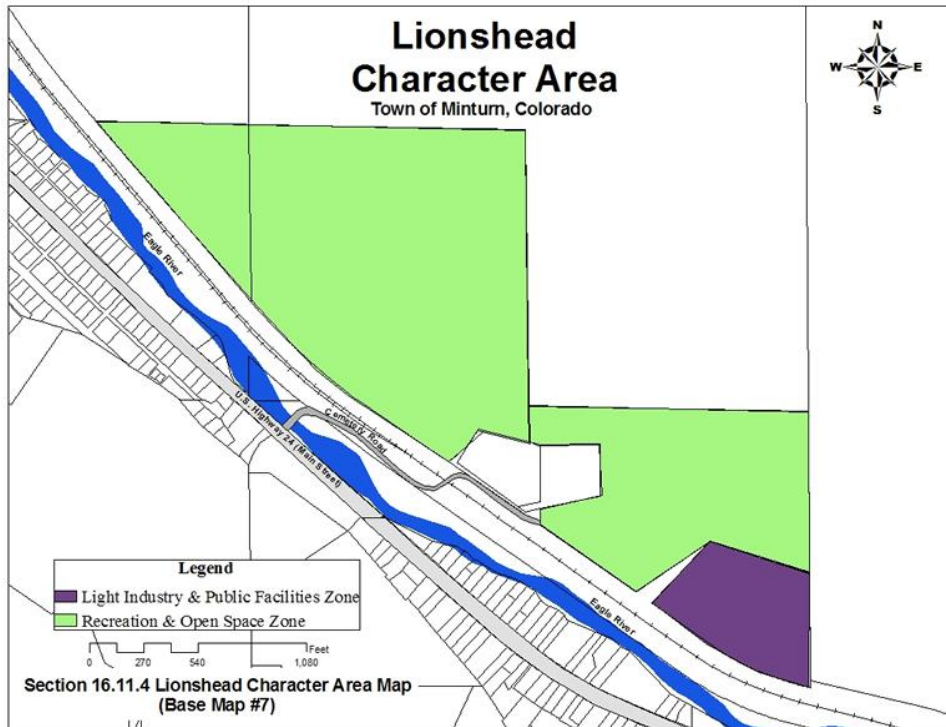 Lionshead
Character Area
Town of Minturn, Colorado
N
W
E
S
Eagle River
U.S. Highway 24 (Main Street)
Cemetery Road
Eagle River
Legend
Light Industry & Public Facilities Zone
Recreation & Open Space Zone
Feet
0 270 540 1,080
Section 16.11.4 Lionshead Character Area Map
(Base Map #7)